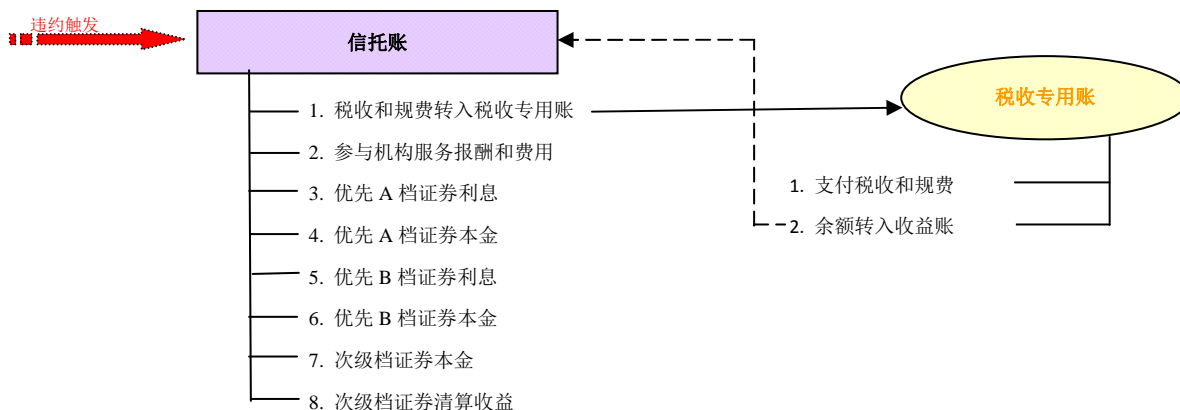 违约触发
信托账
税收专用账
1. 税收和规费转入税收专用账
2. 参与机构服务报酬和费用
3. 优先 A 档证券利息
4. 优先 A 档证券本金
5. 优先 B 档证券利息
6. 优先 B 档证券本金
7. 次级档证券本金
8. 次级档证券清算收益
1. 支付税收和规费
2. 余额转入收益账